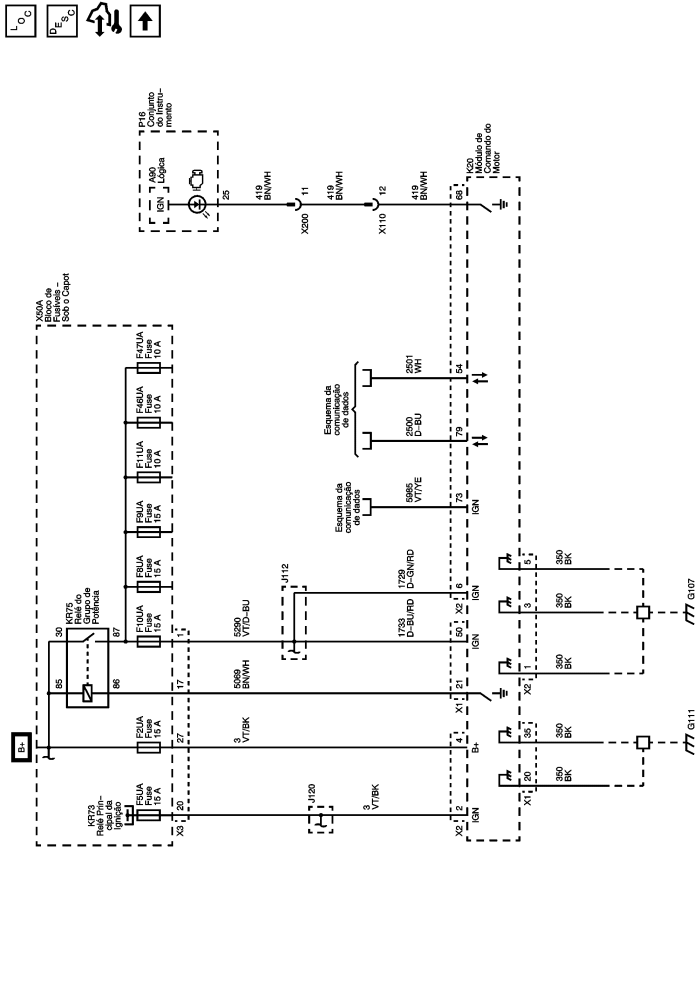 LOC
DESC
P16
Conjunto
do Instru–
mento
A90
Lógica
IGN
25
419
BN/WH
11
X200
419
BN/WH
12
X110
419
BN/WH
68
K20
Módulo de
Comando do
Motor
X50A
Bloco de
Fusíveis –
Sob o Capot
F47UA
Fuse
10 A
F46UA
Fuse
10 A
F11UA
Fuse
10 A
F9UA
Fuse
15 A
F8UA
Fuse
15 A
F10UA
Fuse
15 A
KR75
Relé do
Grupo de
Potência
30
87
85
86
B+
F2UA
Fuse
15 A
KR73
Relé Prin–
cipal da
Ignição
F5UA
Fuse
15 A
1
17
27
20
X3
Esquema da
comunicação
de dados
2501
WH
54
2500
D–BU
79
Esquema da
comunicação
de dados
5985
VT/YE
73
IGN
J112
5290
VT/D–BU
1729
D–GN/RD
6
IGN
X2
1733
D–BU/RD
50
IGN
5069
BN/WH
21
X1
3
VT/BK
4
B+
J120
3
VT/BK
2
IGN
X2
5
350
BK
3
350
BK
1
350
BK
X2
G107
35
350
BK
20
350
BK
X1
G111